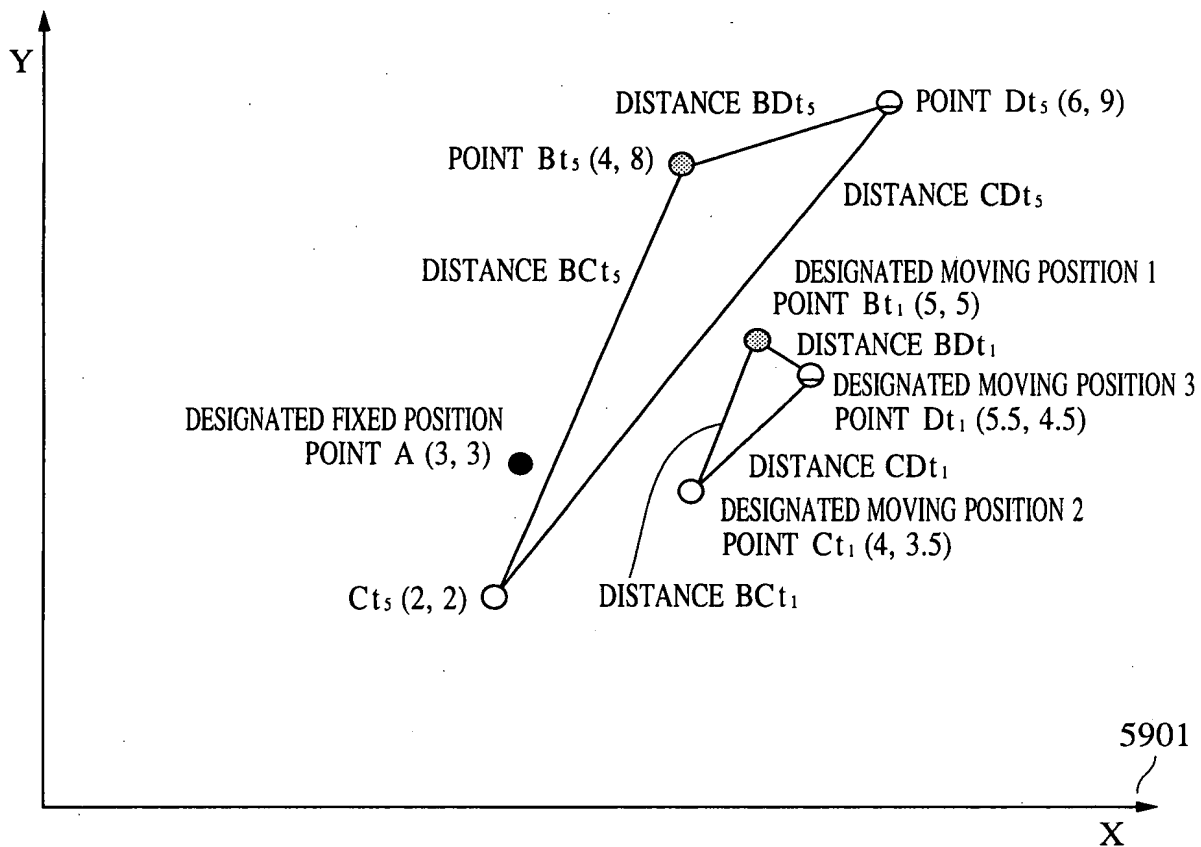 Y
DISTANCE BDt₅
POINT Dt₅ (6, 9)
POINT Bt₅ (4, 8)
DISTANCE CDt₅
DISTANCE BCt₅
DESIGNATED MOVING POSITION 1
POINT Bt₁ (5, 5)
DISTANCE BDt₁
DESIGNATED MOVING POSITION 3
POINT Dt₁ (5.5, 4.5)
DESIGNATED FIXED POSITION
POINT A (3, 3)
DISTANCE CDt₁
DESIGNATED MOVING POSITION 2
POINT Ct₁ (4, 3.5)
Ct₅ (2, 2)
DISTANCE BCt₁
5901
X